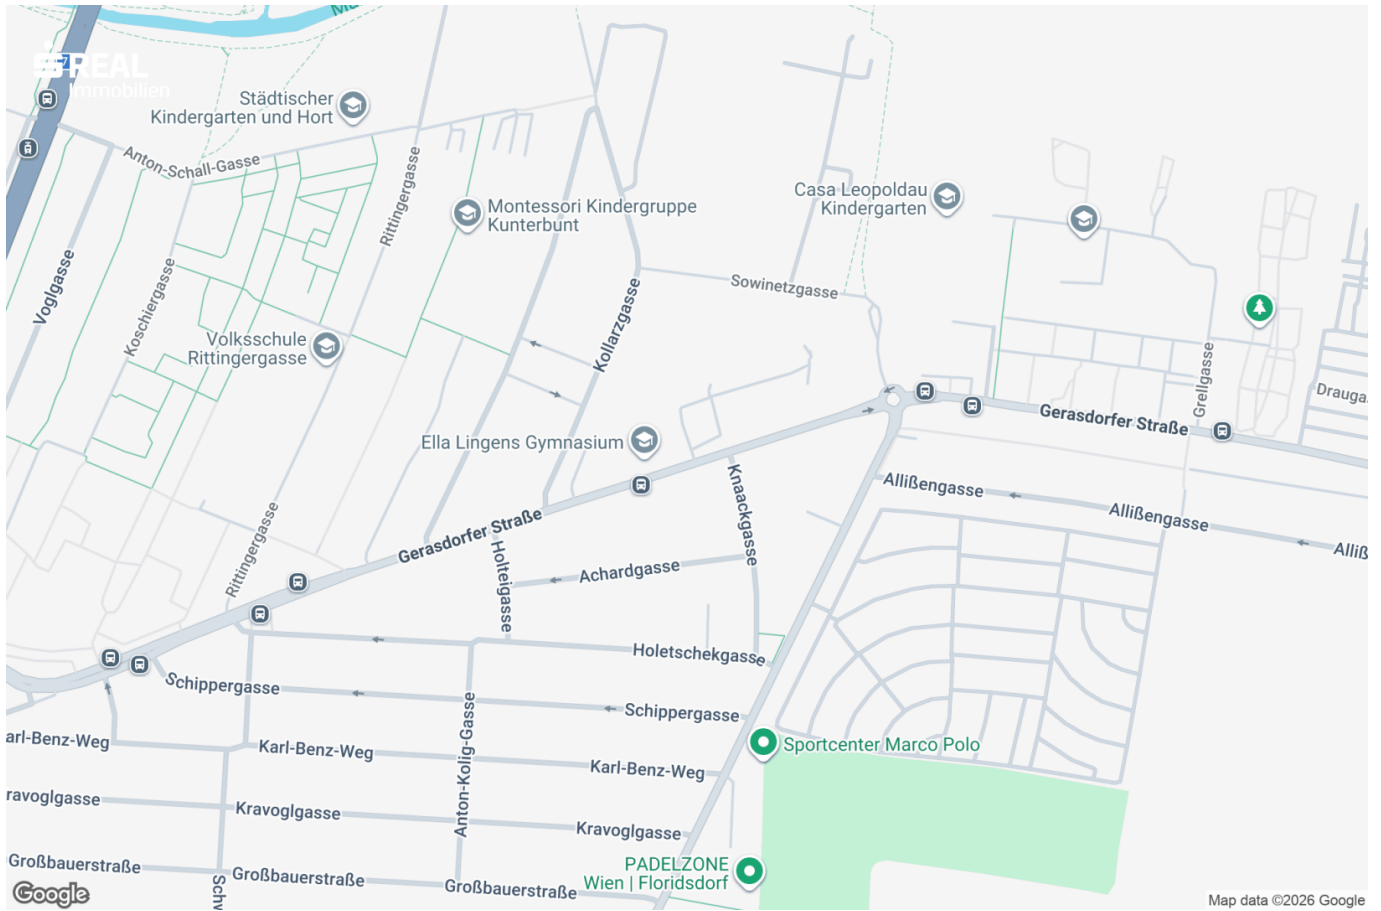 REAL
Immobilien
Städtischer
Kindergarten und Hort
Anton-Schall-Gasse
Rittingergasse
Montessori Kindergruppe
Kunterbunt
Casa Leopoldau
Kindergarten
Voglgasse
Koschiergasse
Kollarzgasse
Sowinetzgasse
Volksschule
Rittingergasse
Grellgasse
Drauga
Gerasdorfer Straße
Ella Lingens Gymnasium
Knaackgasse
Allißengasse
Allißengasse
Alliß
Gerasdorfer Straße
Rittingergasse
Holteigasse
Achardgasse
Holetschekgasse
Schippergasse
Schippergasse
Anton-Kolig-Gasse
arl-Benz-Weg
Karl-Benz-Weg
Karl-Benz-Weg
Sportcenter Marco Polo
ravoglgasse
Kravoglgasse
Kravoglgasse
Großbauerstraße
Großbauerstraße
Großbauerstraße
PADELZONE
Wien | Floridsdorf
Google
Map data ©2026 Google